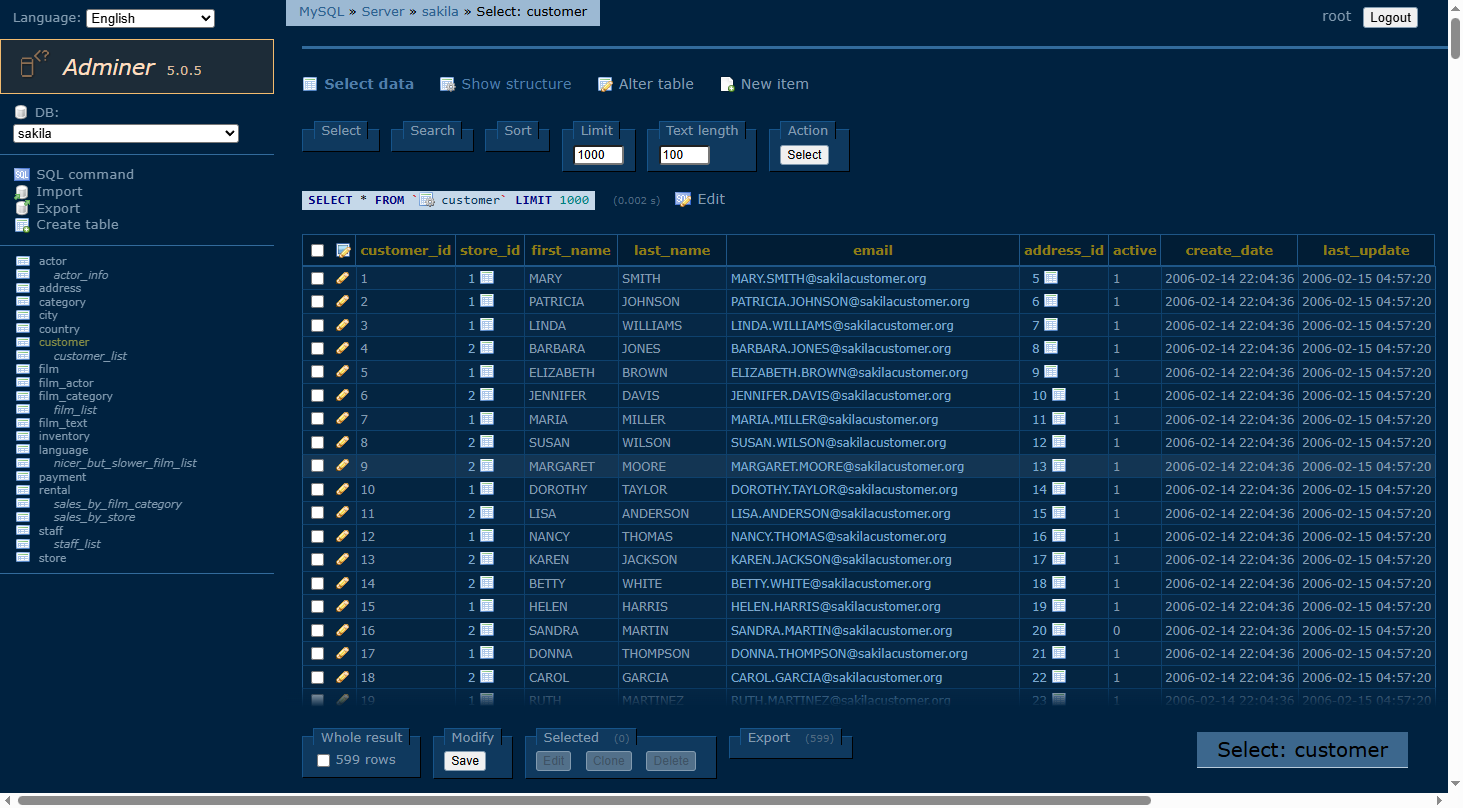 Language: English
MySQL » Server » sakila » Select: customer
root Logout
Adminer 5.0.5
DB:
sakila
SQL command
Import
Export
Create table
actor
actor_info
address
category
city
country
customer
customer_list
film
film_actor
film_category
film_list
film_text
inventory
language
nicer_but_slower_film_list
payment
rental
sales_by_film_category
sales_by_store
staff
staff_list
store
Select data Show structure Alter table New item
Select Search Sort Limit Text length Action
1000 100 Select
SELECT * FROM `customer` LIMIT 1000 (0.002 s) SQL Edit
customer_id store_id first_name last_name email address_id active create_date last_update
1 1 MARY SMITH MARY.SMITH@sakilacustomer.org 5 1 2006-02-14 22:04:36 2006-02-15 04:57:20
2 1 PATRICIA JOHNSON PATRICIA.JOHNSON@sakilacustomer.org 6 1 2006-02-14 22:04:36 2006-02-15 04:57:20
3 1 LINDA WILLIAMS LINDA.WILLIAMS@sakilacustomer.org 7 1 2006-02-14 22:04:36 2006-02-15 04:57:20
4 2 BARBARA JONES BARBARA.JONES@sakilacustomer.org 8 1 2006-02-14 22:04:36 2006-02-15 04:57:20
5 1 ELIZABETH BROWN ELIZABETH.BROWN@sakilacustomer.org 9 1 2006-02-14 22:04:36 2006-02-15 04:57:20
6 2 JENNIFER DAVIS JENNIFER.DAVIS@sakilacustomer.org 10 1 2006-02-14 22:04:36 2006-02-15 04:57:20
7 1 MARIA MILLER MARIA.MILLER@sakilacustomer.org 11 1 2006-02-14 22:04:36 2006-02-15 04:57:20
8 2 SUSAN WILSON SUSAN.WILSON@sakilacustomer.org 12 1 2006-02-14 22:04:36 2006-02-15 04:57:20
9 2 MARGARET MOORE MARGARET.MOORE@sakilacustomer.org 13 1 2006-02-14 22:04:36 2006-02-15 04:57:20
10 1 DOROTHY TAYLOR DOROTHY.TAYLOR@sakilacustomer.org 14 1 2006-02-14 22:04:36 2006-02-15 04:57:20
11 2 LISA ANDERSON LISA.ANDERSON@sakilacustomer.org 15 1 2006-02-14 22:04:36 2006-02-15 04:57:20
12 1 NANCY THOMAS NANCY.THOMAS@sakilacustomer.org 16 1 2006-02-14 22:04:36 2006-02-15 04:57:20
13 2 KAREN JACKSON KAREN.JACKSON@sakilacustomer.org 17 1 2006-02-14 22:04:36 2006-02-15 04:57:20
14 2 BETTY WHITE BETTY.WHITE@sakilacustomer.org 18 1 2006-02-14 22:04:36 2006-02-15 04:57:20
15 1 HELEN HARRIS HELEN.HARRIS@sakilacustomer.org 19 1 2006-02-14 22:04:36 2006-02-15 04:57:20
16 2 SANDRA MARTIN SANDRA.MARTIN@sakilacustomer.org 20 0 2006-02-14 22:04:36 2006-02-15 04:57:20
17 1 DONNA THOMPSON DONNA.THOMPSON@sakilacustomer.org 21 1 2006-02-14 22:04:36 2006-02-15 04:57:20
18 2 CAROL GARCIA CAROL.GARCIA@sakilacustomer.org 22 1 2006-02-14 22:04:36 2006-02-15 04:57:20
19 1 RUTH MARTINEZ RUTH.MARTINEZ@sakilacustomer.org 23 1 2006-02-14 22:04:36 2006-02-15 04:57:20
Whole result Modify Selected (0) Export (599)
599 rows Save Edit Clone Delete
Select: customer